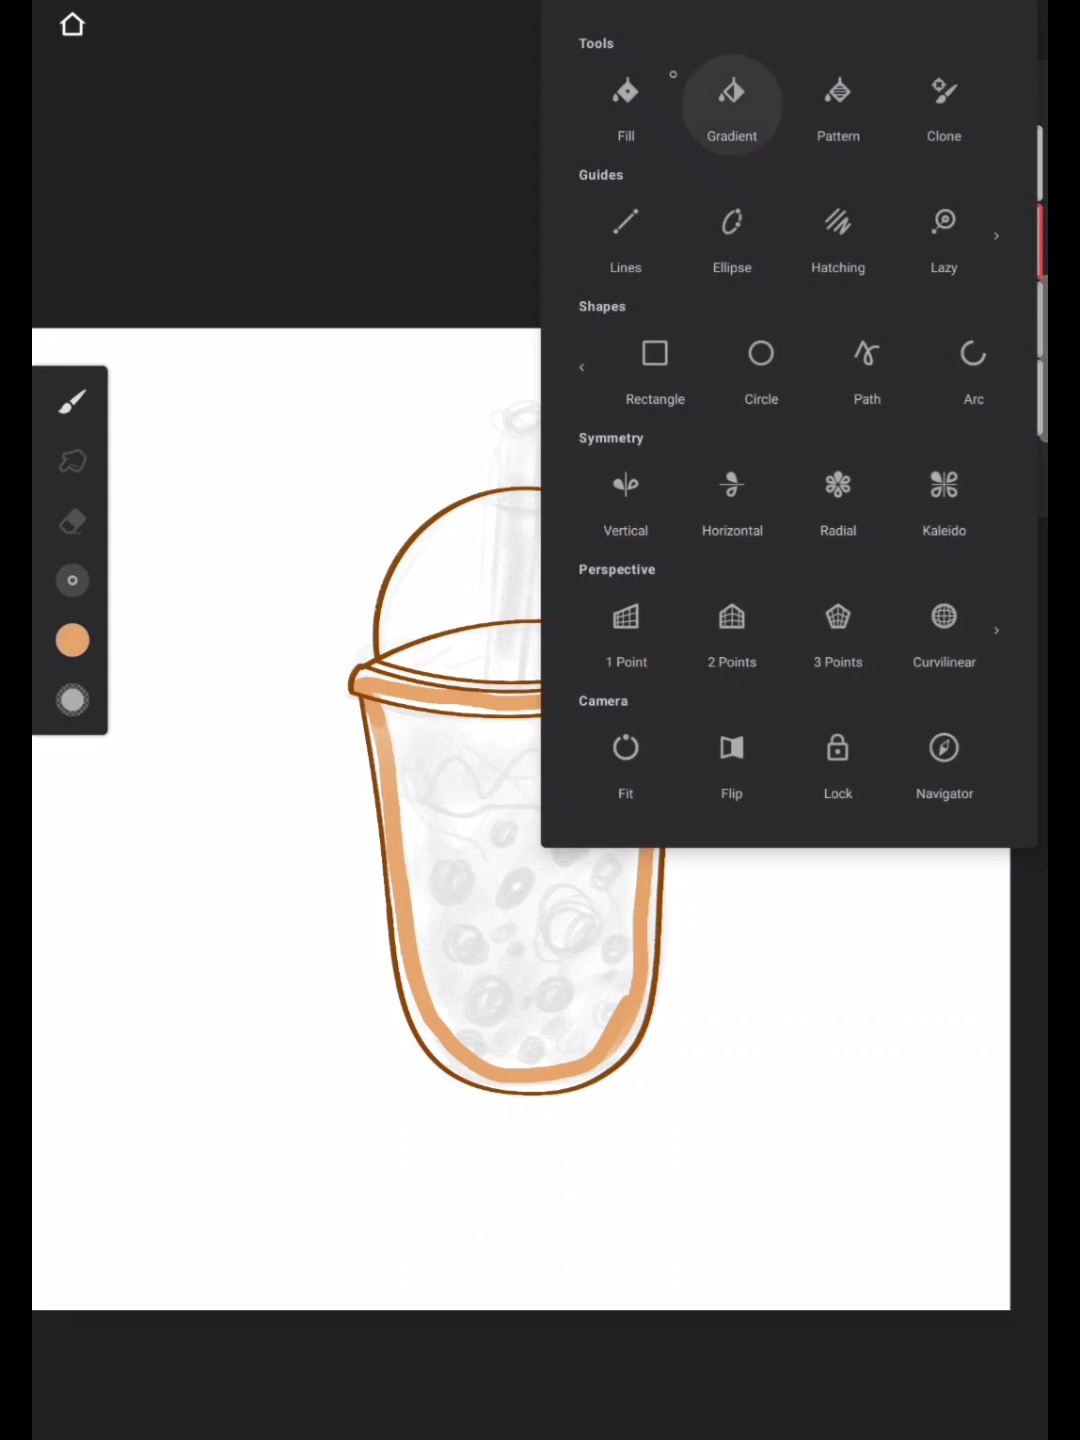 Tools
Fill Gradient Pattern Clone
Guides
Lines Ellipse Hatching Lazy
Shapes
Rectangle Circle Path Arc
Symmetry
Vertical Horizontal Radial Kaleido
Perspective
1 Point 2 Points 3 Points Curvilinear
Camera
Fit Flip Lock Navigator